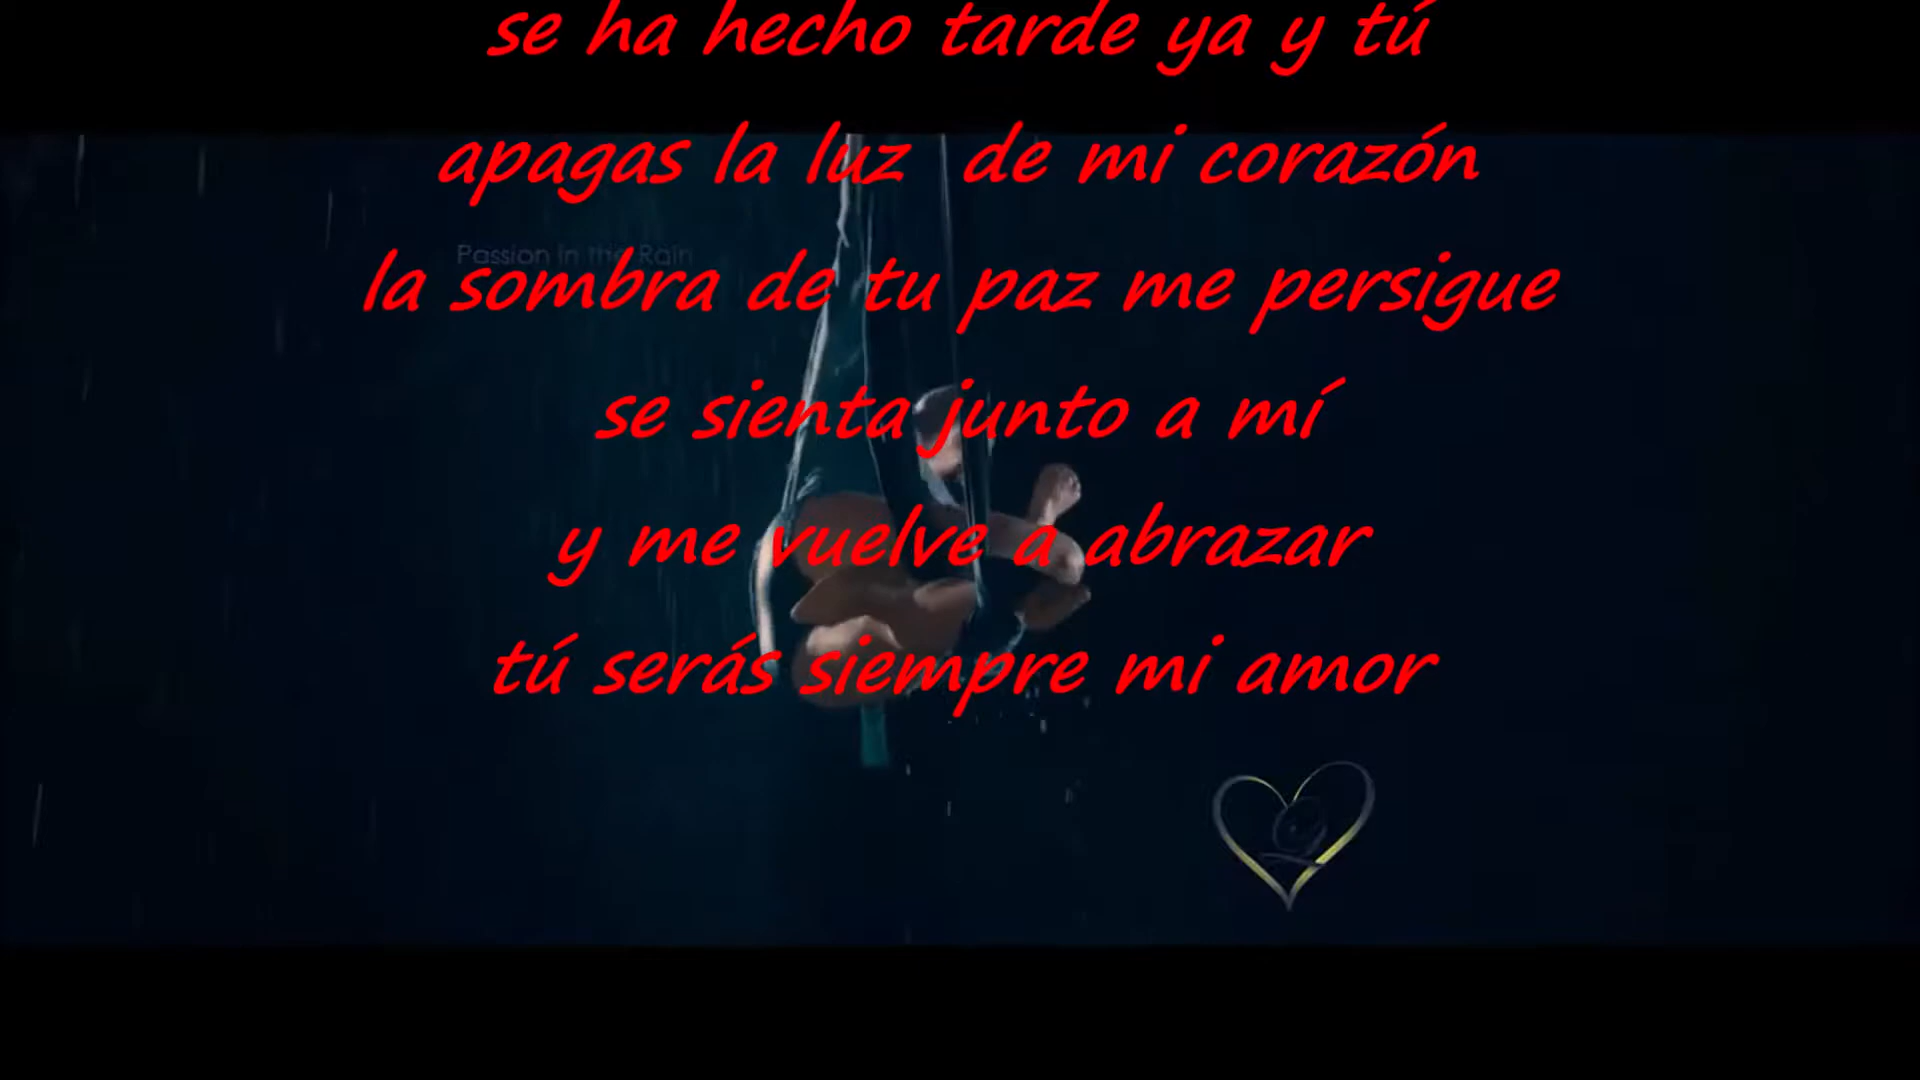 se ha hecho tarde ya y tú
apagas la luz de mi corazón
Passion in the Rain
la sombra de tu paz me persigue
se sienta junto a mí
y me vuelve a abrazar
tú serás siempre mi amor